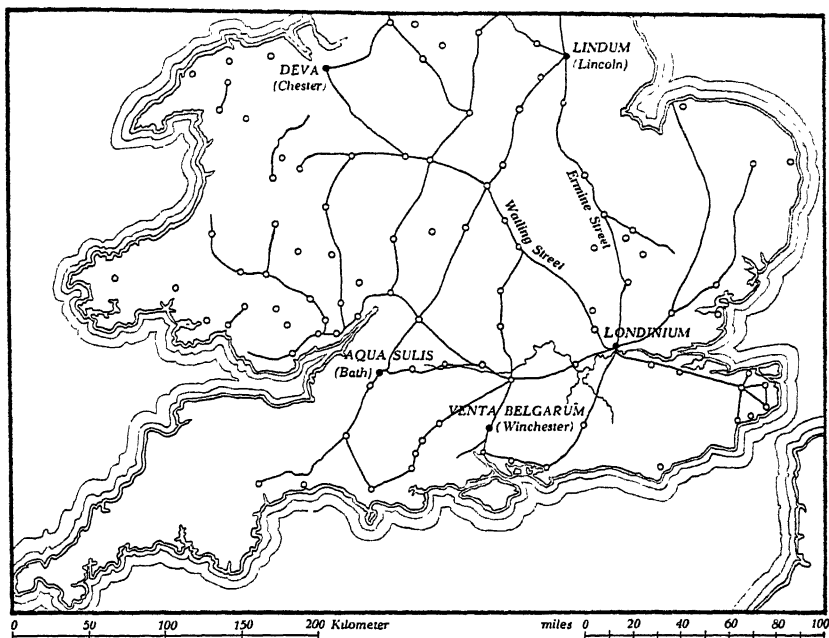 LINDUM
(Lincoln)
DEVA
(Chester)
Ermine Street
Watling Street
LONDINIUM
AQUA SULIS
(Bath)
VENTA BELGARUM
(Winchester)
0 50 100 150 200 Kilometer
miles 0 20 40 60 80 100